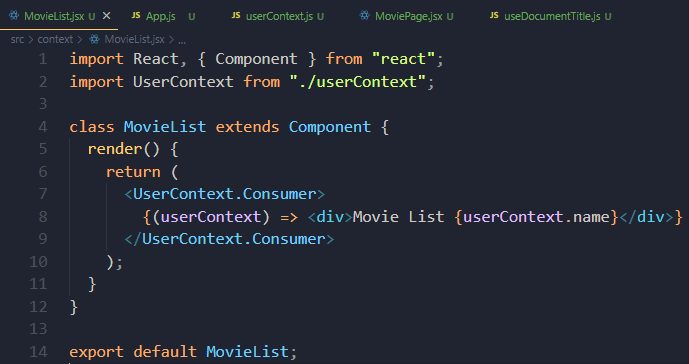 MovieList.jsx U × App.js U userContext.js U MoviePage.jsx U useDocumentTitle.js U
src > context > MovieList.jsx > ...
1 import React, { Component } from "react";
2 import UserContext from "./userContext";
3
4 class MovieList extends Component {
5 render() {
6 return (
7 <UserContext.Consumer>
8 {(userContext) => <div>Movie List {userContext.name}</div>}
9 </UserContext.Consumer>
10 );
11 }
12 }
13
14 export default MovieList;